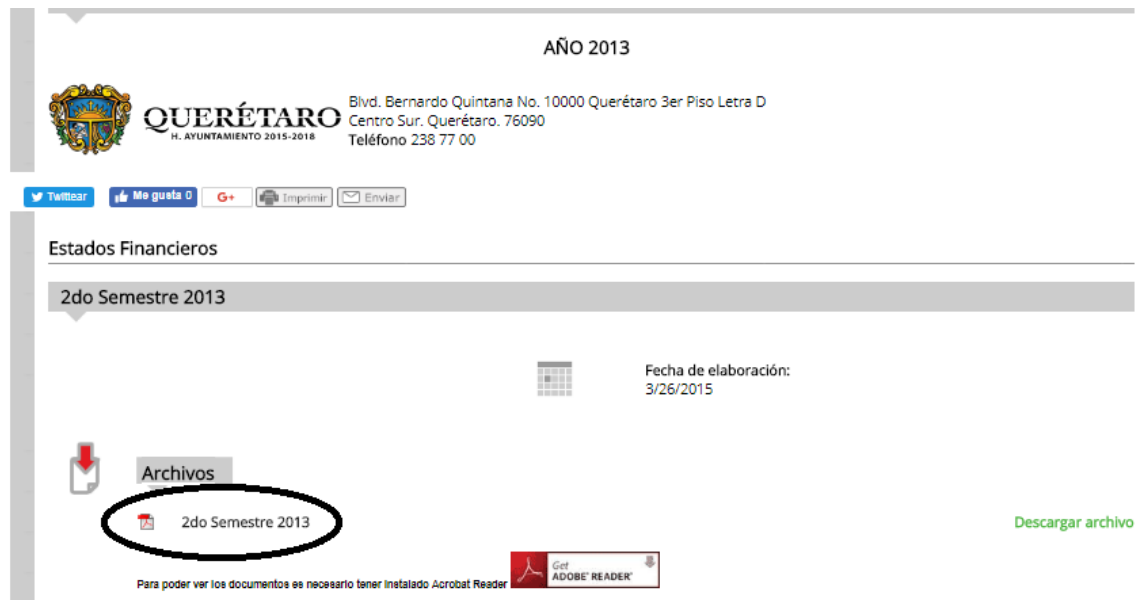 AÑO 2013
QUERÉTARO
H. AYUNTAMIENTO 2015-2018
Blvd. Bernardo Quintana No. 10000 Querétaro 3er Piso Letra D
Centro Sur. Querétaro. 76090
Teléfono 238 77 00
Twittear Me gusta 0 G+ Imprimir Enviar
Estados Financieros
2do Semestre 2013
Fecha de elaboración:
3/26/2015
Archivos
2do Semestre 2013 Descargar archivo
Para poder ver los documentos es necesario tener instalado Acrobat Reader
Get
ADOBE® READER®